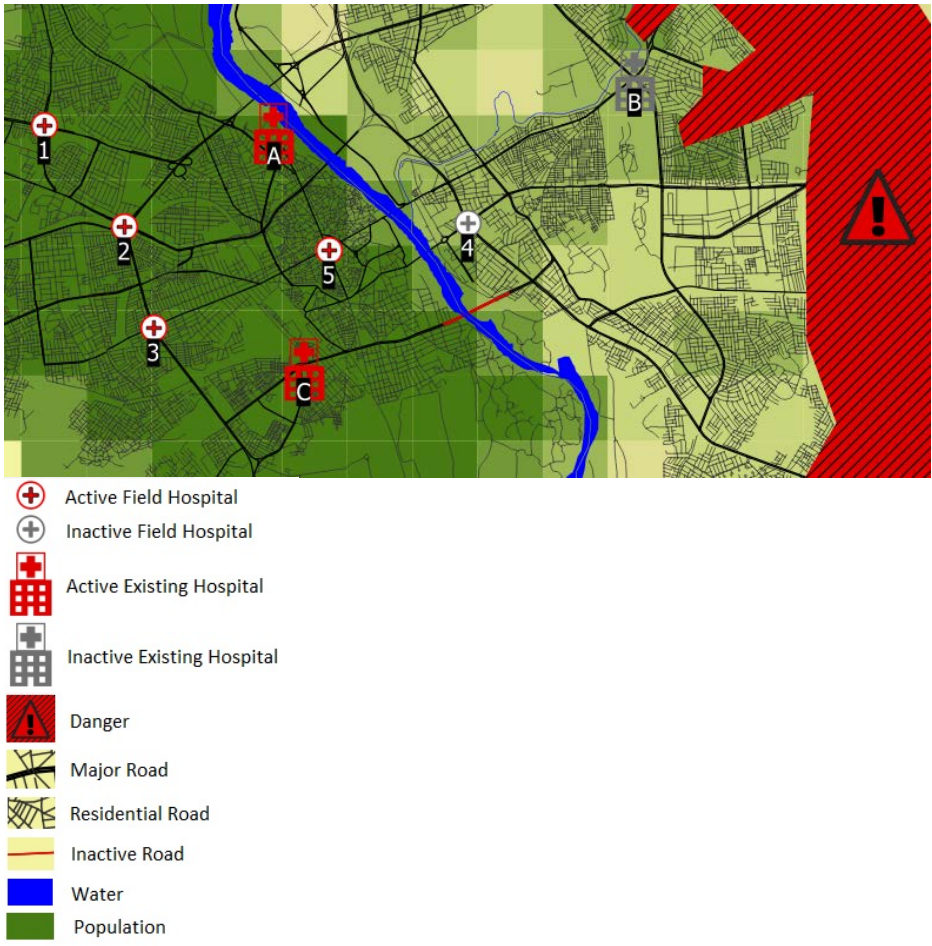 B
A
1
2
4
5
3
C
Active Field Hospital
Inactive Field Hospital
Active Existing Hospital
Inactive Existing Hospital
Danger
Major Road
Residential Road
Inactive Road
Water
Population